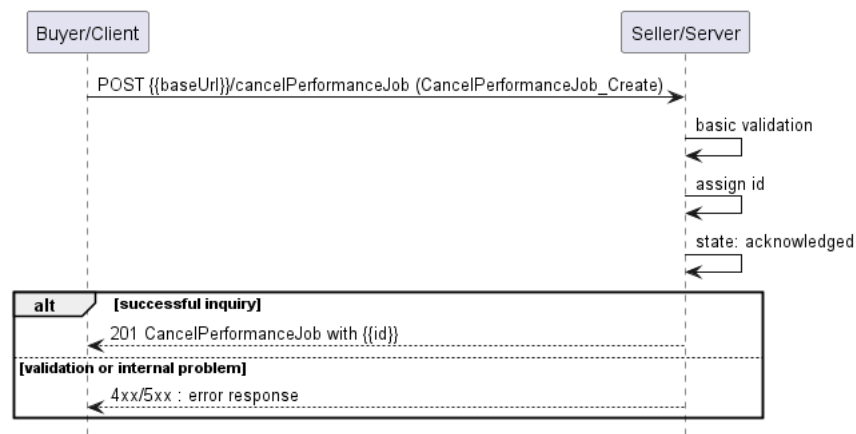 Buyer/Client
Seller/Server
POST {{baseUrl}}/cancelPerformanceJob (CancelPerformanceJob_Create)
basic validation
assign id
state: acknowledged
alt [successful inquiry]
201 CancelPerformanceJob with {{id}}
[validation or internal problem]
4xx/5xx : error response